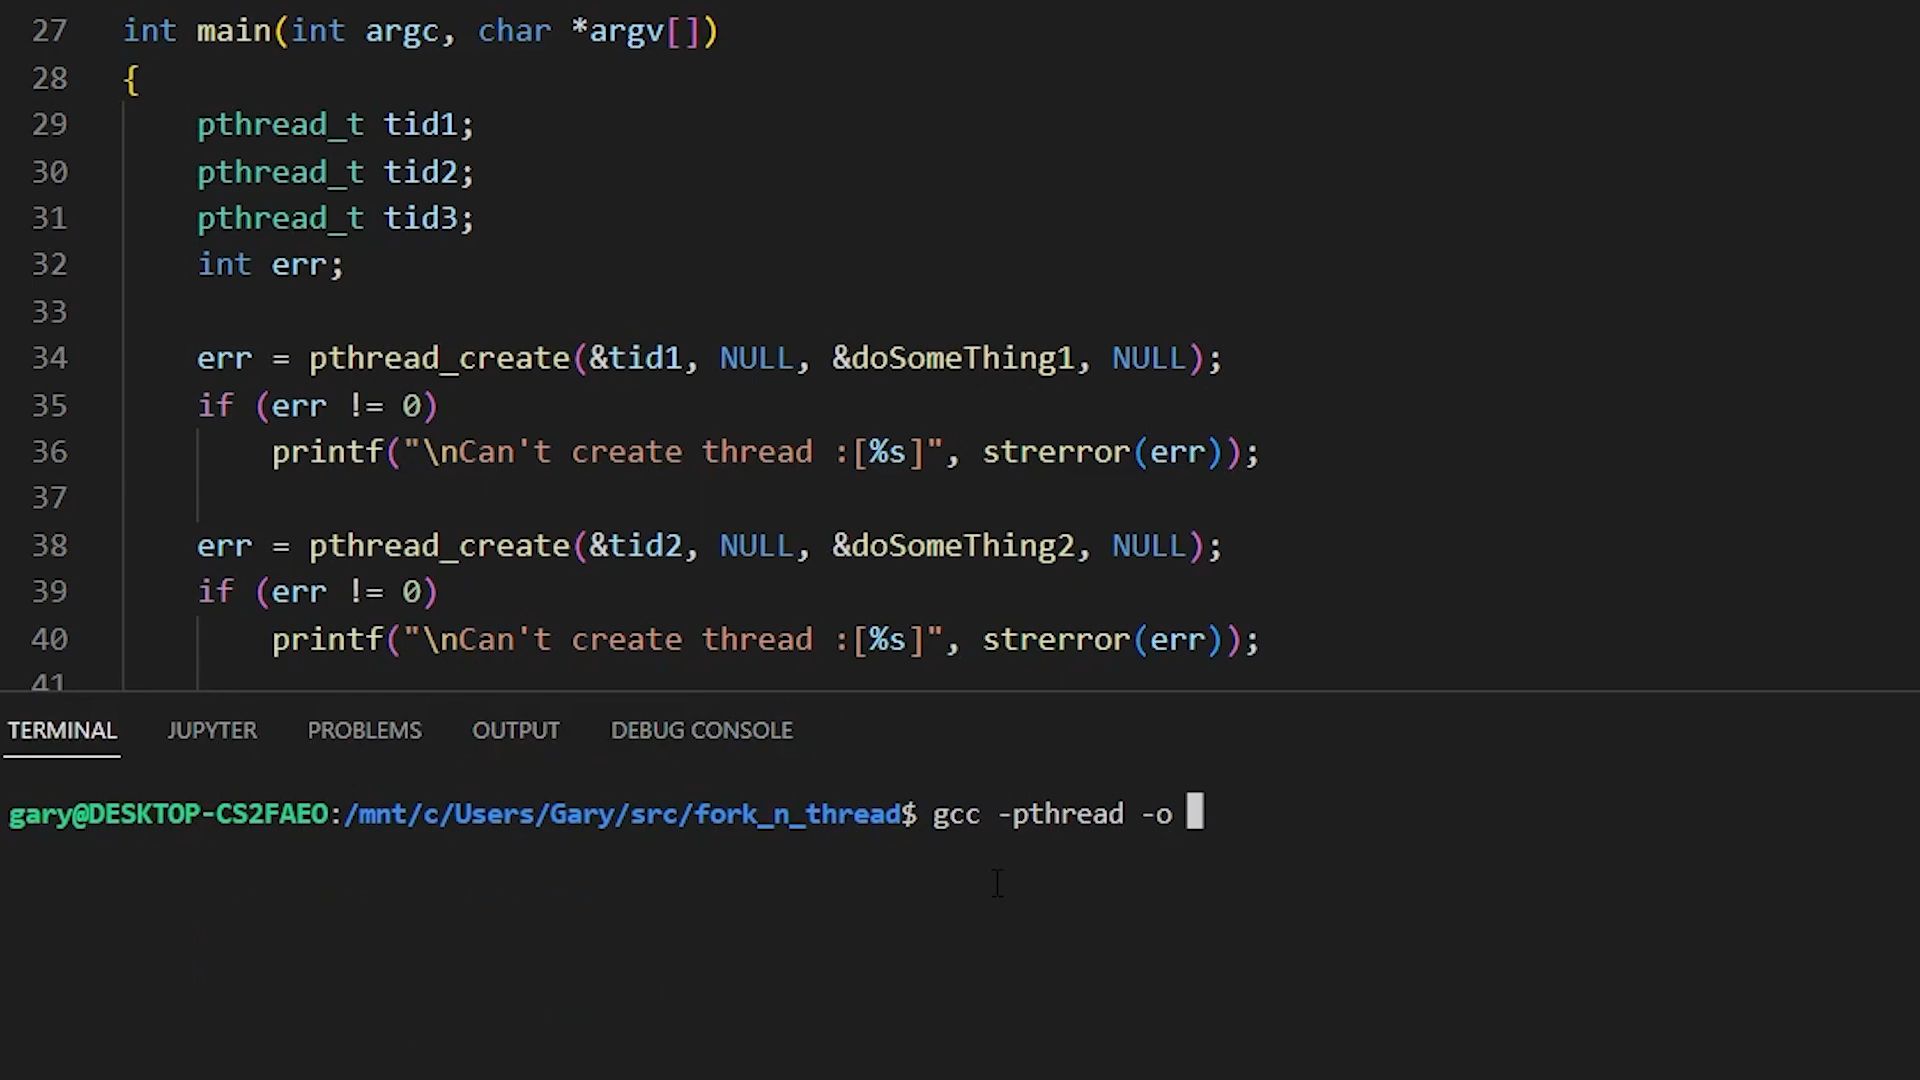 27 int main(int argc, char *argv[])
28 {
29 pthread_t tid1;
30 pthread_t tid2;
31 pthread_t tid3;
32 int err;
33
34 err = pthread_create(&tid1, NULL, &doSomeThing1, NULL);
35 if (err != 0)
36 printf("\nCan't create thread :[%s]", strerror(err));
37
38 err = pthread_create(&tid2, NULL, &doSomeThing2, NULL);
39 if (err != 0)
40 printf("\nCan't create thread :[%s]", strerror(err));
41
TERMINAL JUPYTER PROBLEMS OUTPUT DEBUG CONSOLE
gary@DESKTOP-CS2FAEO:/mnt/c/Users/Gary/src/fork_n_thread$ gcc -pthread -o